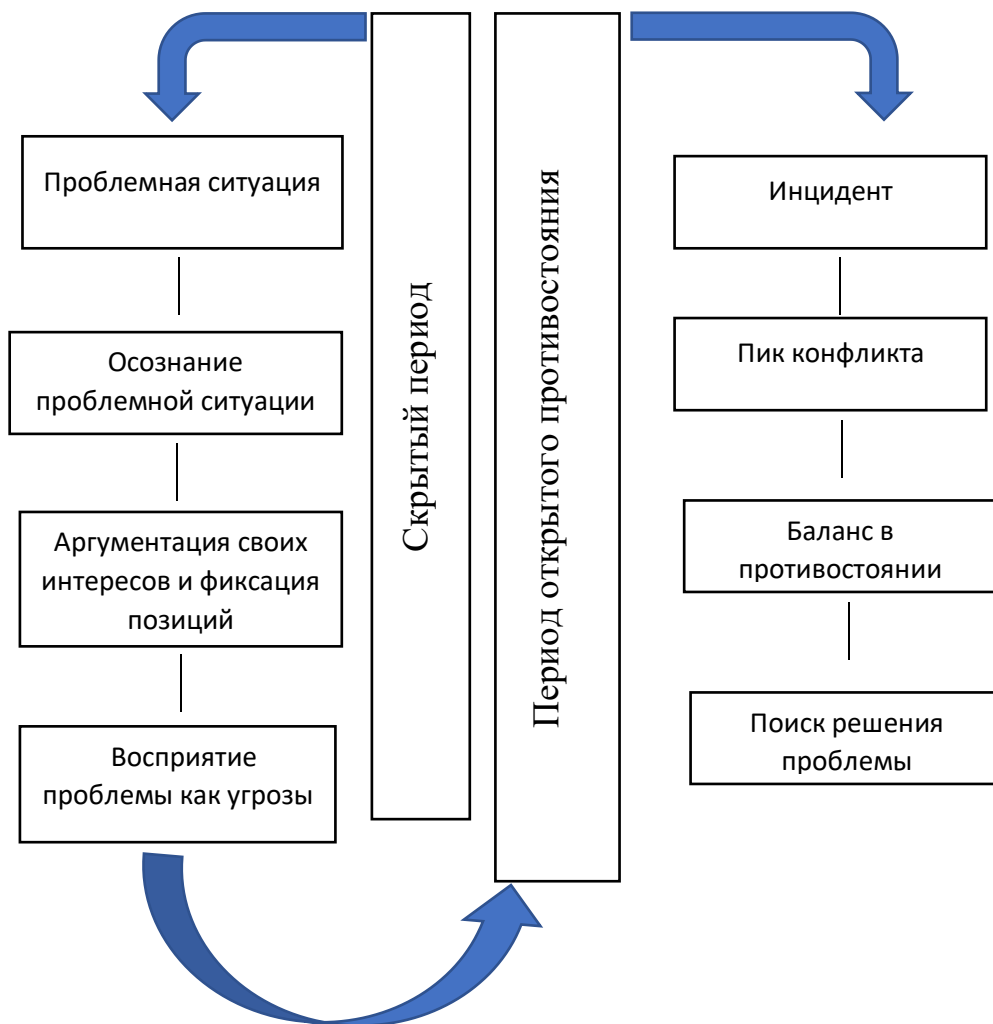 Проблемная ситуация
Осознание
проблемной ситуации
Аргументация своих
интересов и фиксация
позиций
Восприятие
проблемы как угрозы
Скрытый период
Период открытого противостояния
Инцидент
Пик конфликта
Баланс в
противостоянии
Поиск решения
проблемы